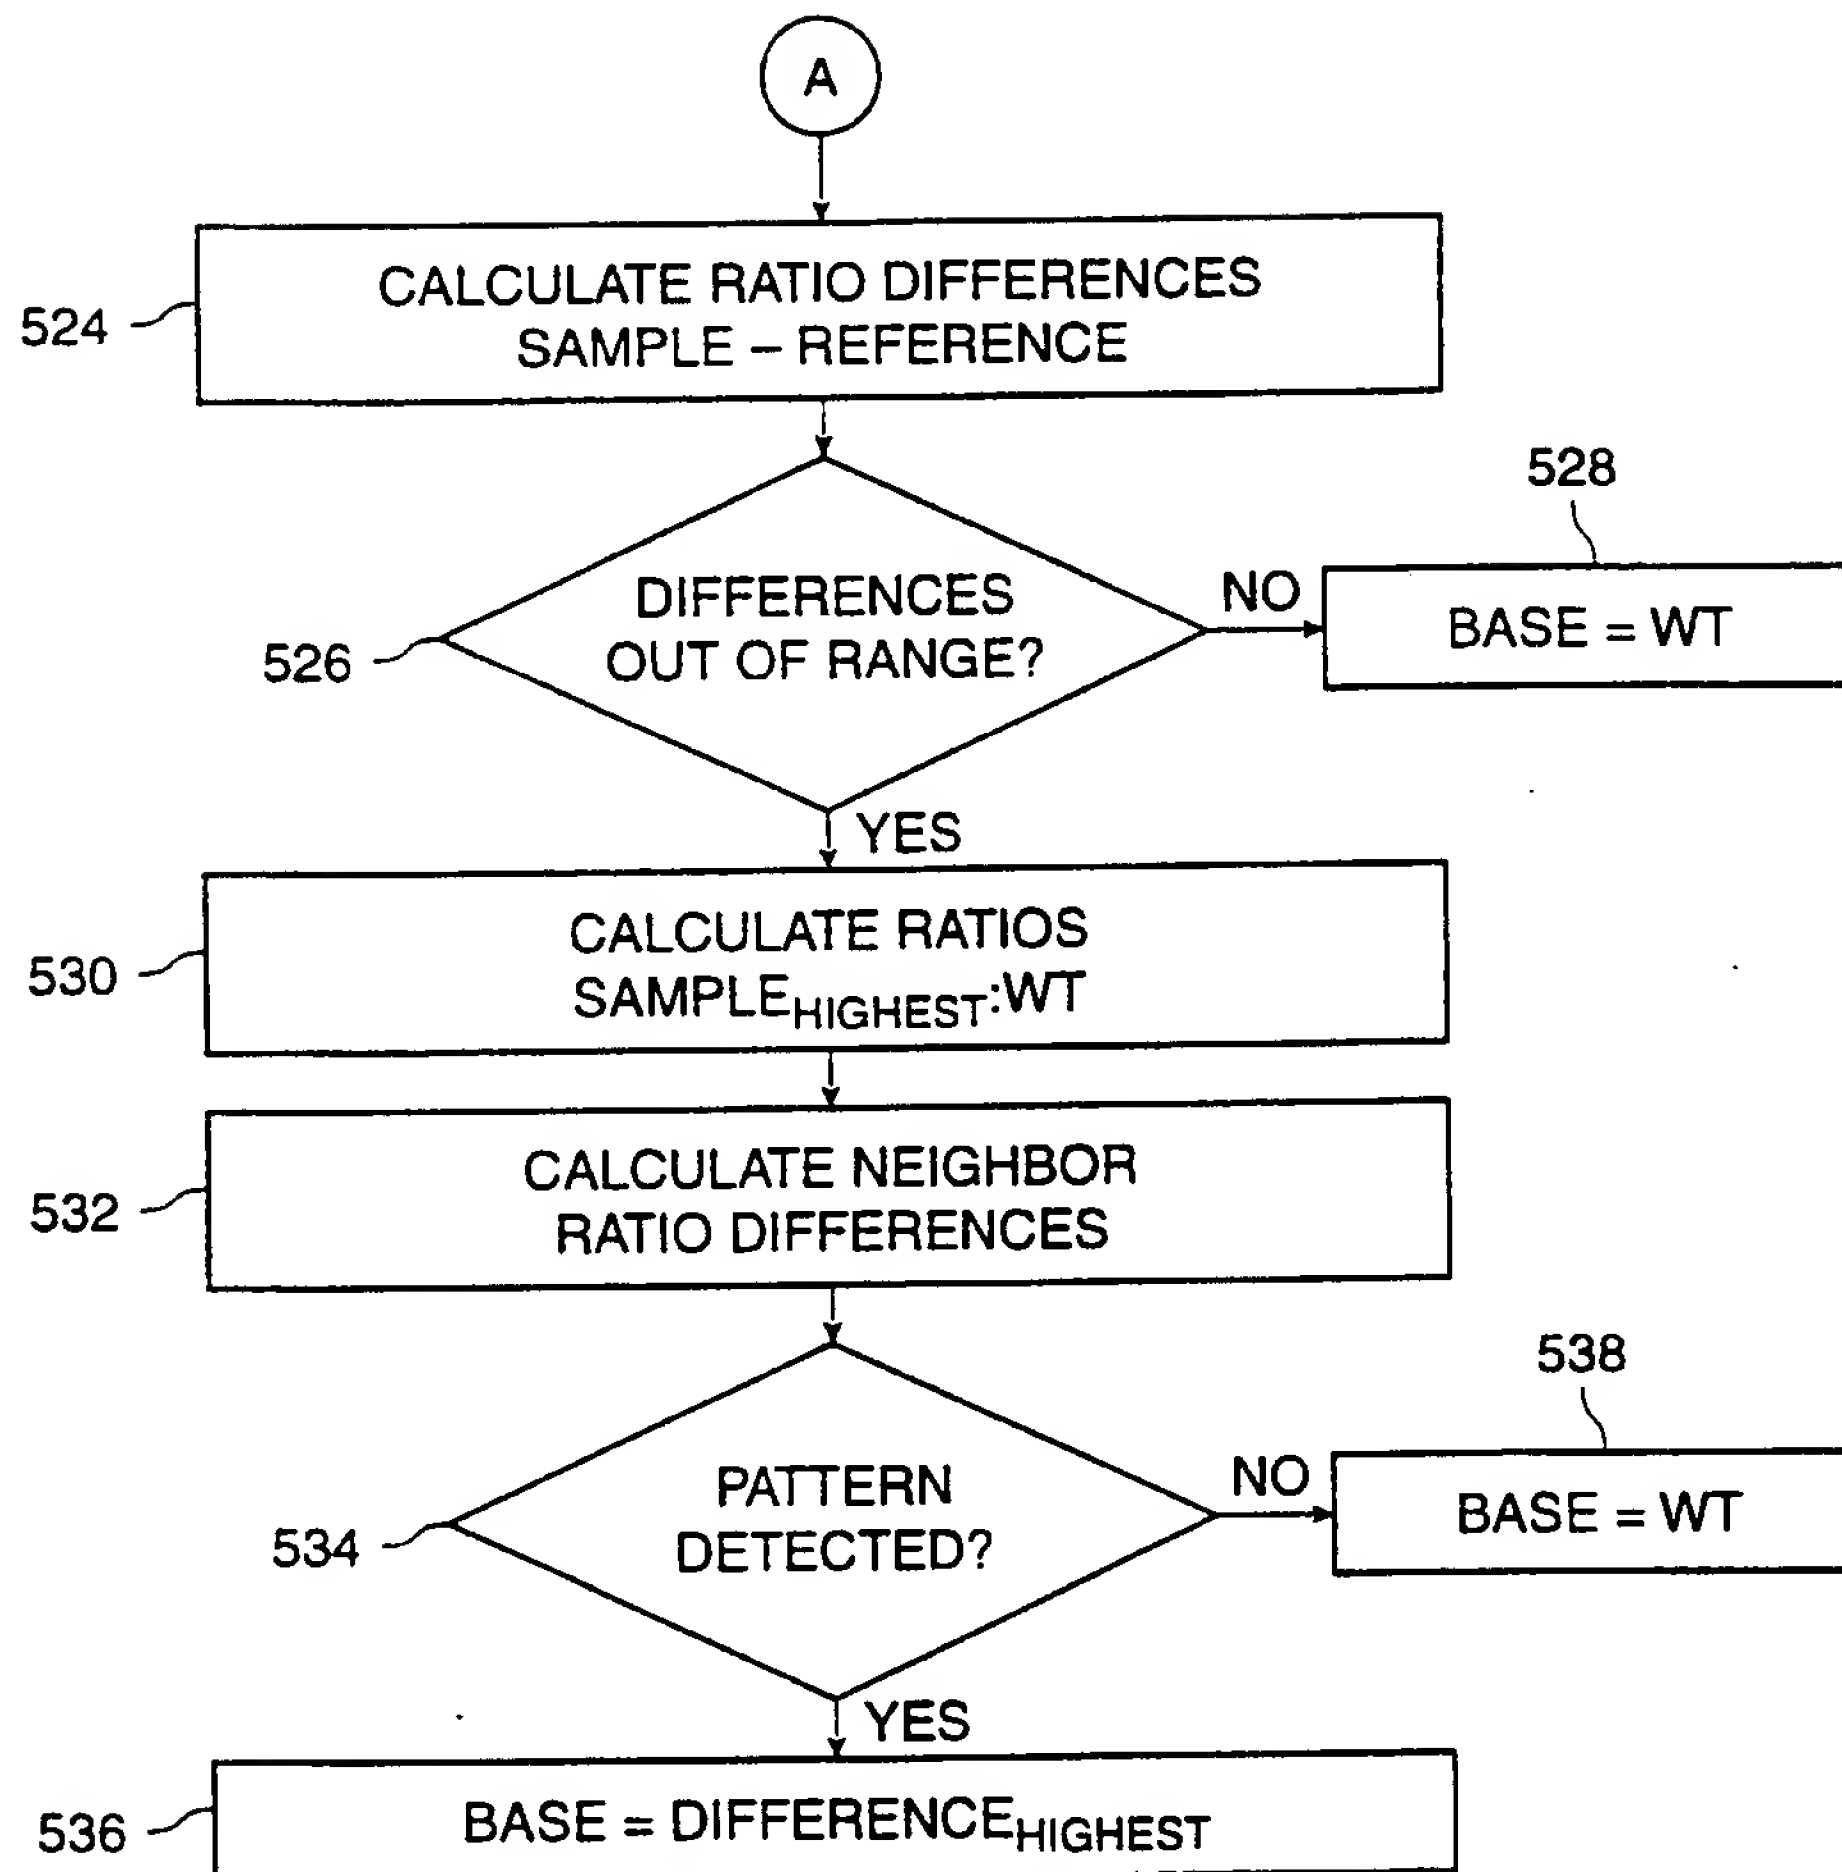 A
524
CALCULATE RATIO DIFFERENCES
SAMPLE – REFERENCE
526
DIFFERENCES
OUT OF RANGE?
NO
528
BASE = WT
YES
530
CALCULATE RATIOS
SAMPLEHIGHEST:WT
532
CALCULATE NEIGHBOR
RATIO DIFFERENCES
534
PATTERN
DETECTED?
NO
538
BASE = WT
YES
536
BASE = DIFFERENCEHIGHEST